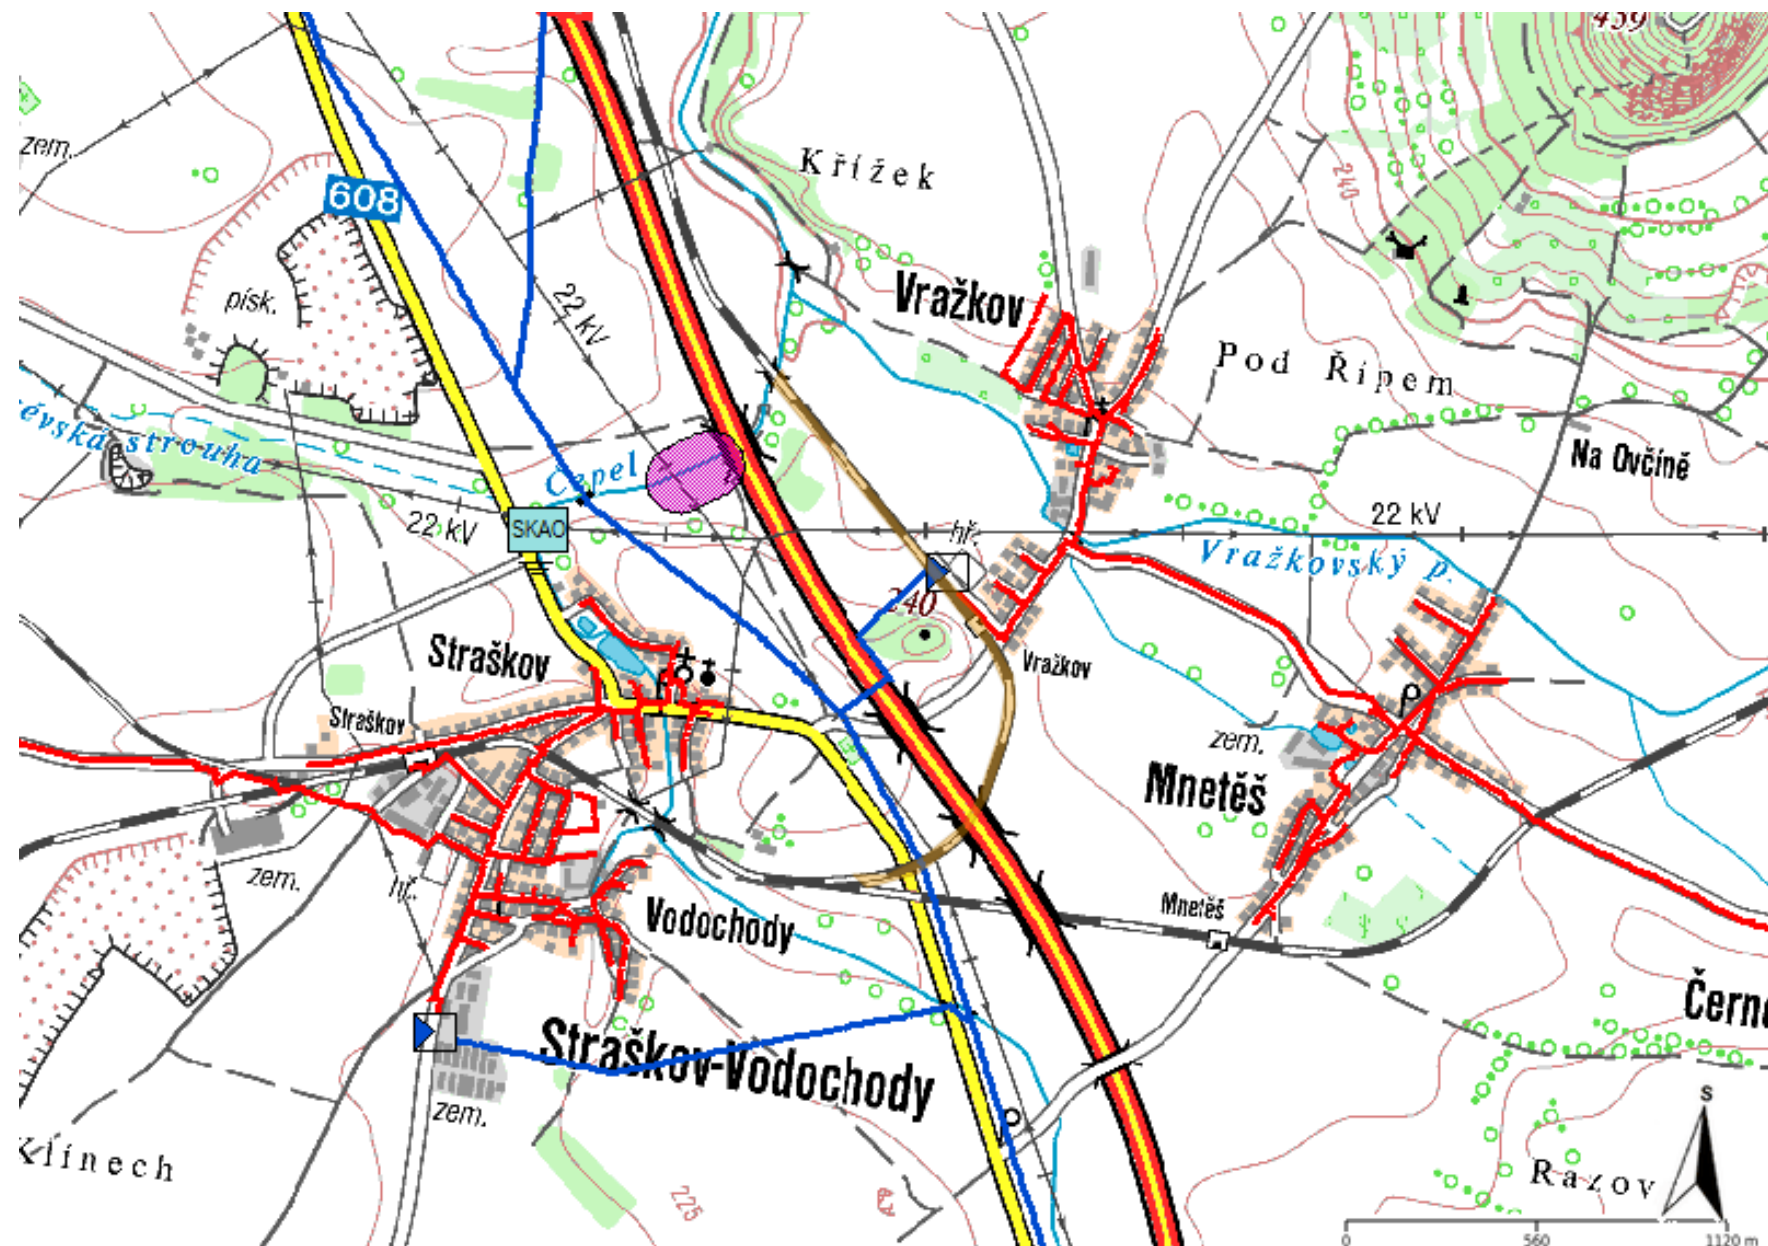 459
zem.
Křížek
240
608
písk.
22 kV
Vražkov
Pod Řípem
Na Ovčíně
ěvská strouha
Čepel
22 kV
SKAO
22 kV
hř.
Vražkovský p.
240
Straškov
Vražkov
Straškov
zem.
Mnetěš
zem.
hř.
Mnetěš
Vodochody
Černo
Straškov-Vodochody
zem.
S
Klínech
Razov
225
0 560 1120 m